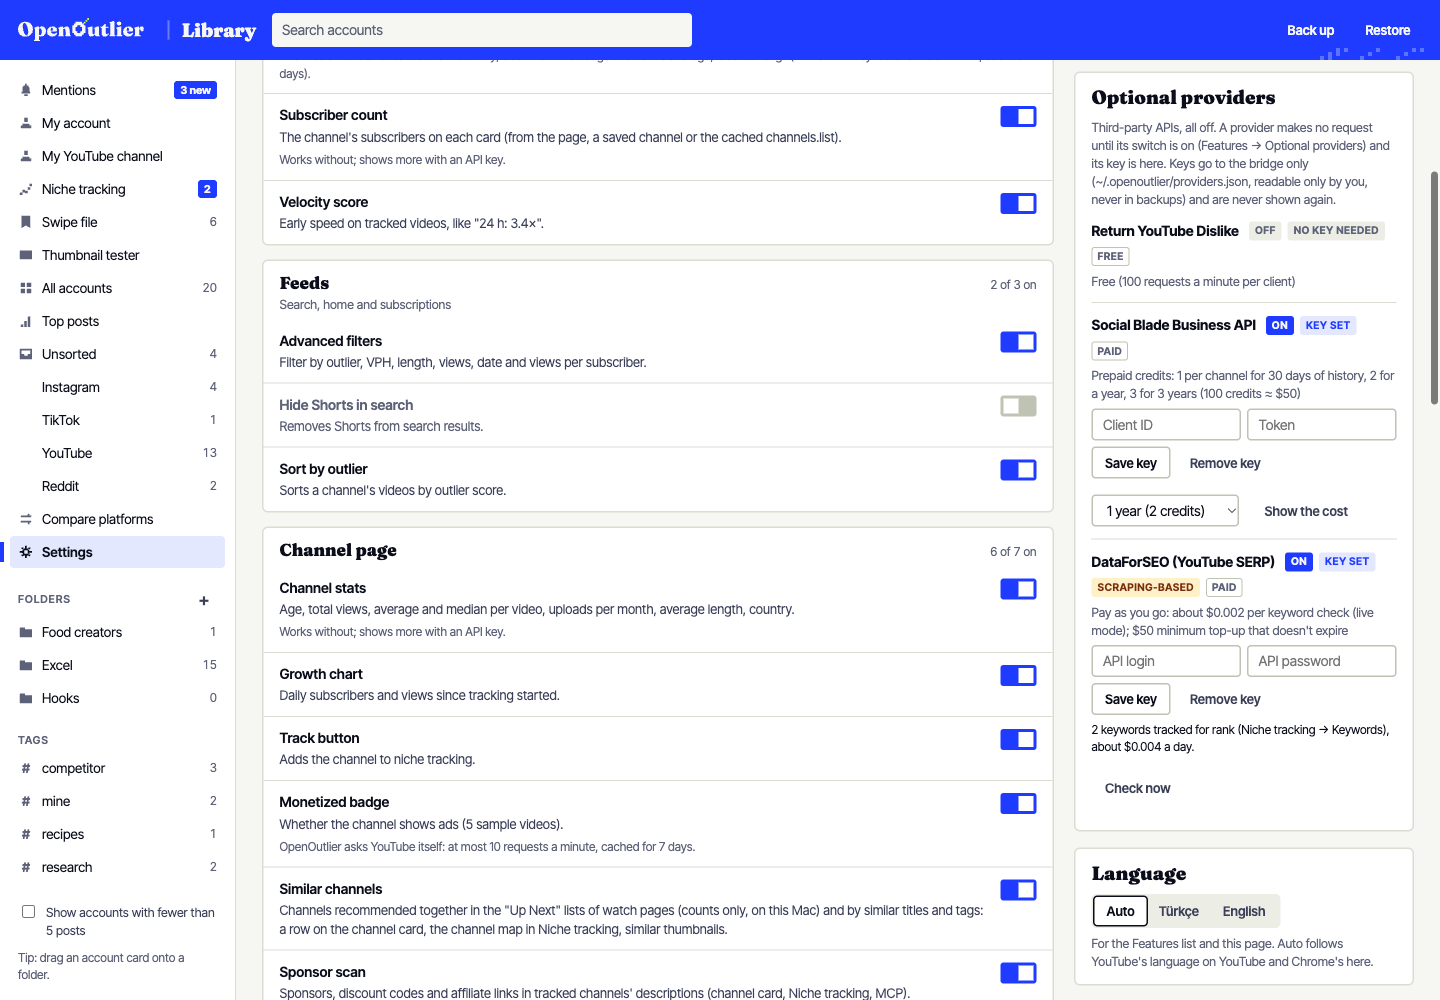 OpenOutlier
Library
Search accounts
Back up
Restore
Mentions
3 new
My account
My YouTube channel
Niche tracking
2
Swipe file
6
Thumbnail tester
All accounts
20
Top posts
Unsorted
4
Instagram
4
TikTok
1
YouTube
13
Reddit
2
Compare platforms
Settings
FOLDERS
+
Food creators
1
Excel
15
Hooks
0
TAGS
# competitor
3
# mine
2
# recipes
1
# research
2
Show accounts with fewer than
5 posts
Tip: drag an account card onto a
folder.
days).
Subscriber count
The channel's subscribers on each card (from the page, a saved channel or the cached channels.list).
Works without; shows more with an API key.
Velocity score
Early speed on tracked videos, like "24 h: 3.4×".
Feeds
2 of 3 on
Search, home and subscriptions
Advanced filters
Filter by outlier, VPH, length, views, date and views per subscriber.
Hide Shorts in search
Removes Shorts from search results.
Sort by outlier
Sorts a channel's videos by outlier score.
Channel page
6 of 7 on
Channel stats
Age, total views, average and median per video, uploads per month, average length, country.
Works without; shows more with an API key.
Growth chart
Daily subscribers and views since tracking started.
Track button
Adds the channel to niche tracking.
Monetized badge
Whether the channel shows ads (5 sample videos).
OpenOutlier asks YouTube itself: at most 10 requests a minute, cached for 7 days.
Similar channels
Channels recommended together in the "Up Next" lists of watch pages (counts only, on this Mac) and by similar titles and tags:
a row on the channel card, the channel map in Niche tracking, similar thumbnails.
Sponsor scan
Sponsors, discount codes and affiliate links in tracked channels' descriptions (channel card, Niche tracking, MCP).
Optional providers
Third-party APIs, all off. A provider makes no request
until its switch is on (Features → Optional providers) and
its key is here. Keys go to the bridge only
(~/.openoutlier/providers.json, readable only by you,
never in backups) and are never shown again.
Return YouTube Dislike OFF NO KEY NEEDED
FREE
Free (100 requests a minute per client)
Social Blade Business API ON KEY SET
PAID
Prepaid credits: 1 per channel for 30 days of history, 2 for
a year, 3 for 3 years (100 credits ≈ $50)
Client ID
Token
Save key
Remove key
1 year (2 credits)
Show the cost
DataForSEO (YouTube SERP) ON KEY SET
SCRAPING-BASED PAID
Pay as you go: about $0.002 per keyword check (live
mode); $50 minimum top-up that doesn't expire
API login
API password
Save key
Remove key
2 keywords tracked for rank (Niche tracking → Keywords),
about $0.004 a day.
Check now
Language
Auto
Türkçe
English
For the Features list and this page. Auto follows
YouTube's language on YouTube and Chrome's here.